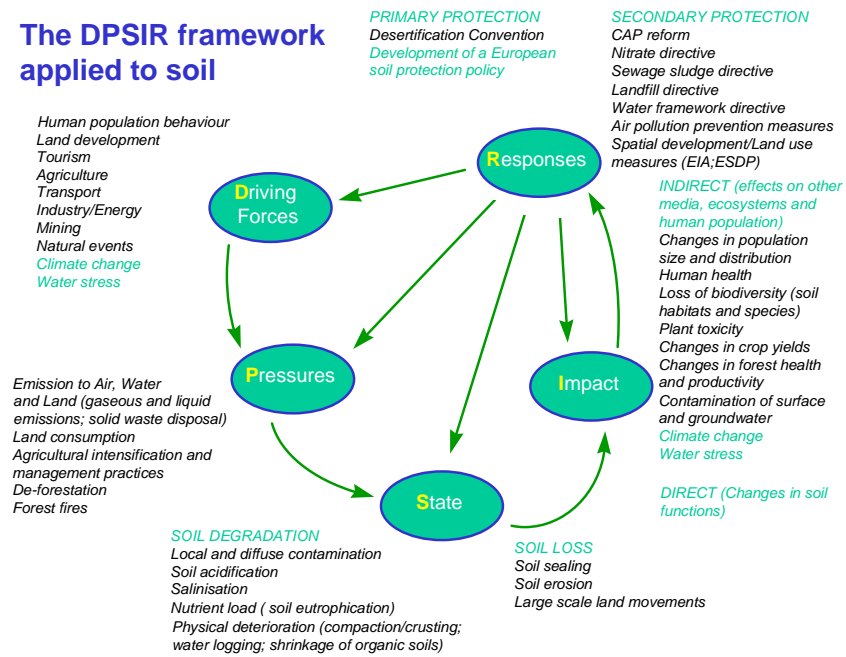 The DPSIR framework
applied to soil
PRIMARY PROTECTION
Desertification Convention
Development of a European
soil protection policy
SECONDARY PROTECTION
CAP reform
Nitrate directive
Sewage sludge directive
Landfill directive
Water framework directive
Air pollution prevention measures
Spatial development/Land use
measures (EIA;ESDP)
Human population behaviour
Land development
Tourism
Agriculture
Transport
Industry/Energy
Mining
Natural events
Climate change
Water stress
Driving
Forces
Responses
INDIRECT (effects on other
media, ecosystems and
human population)
Changes in population
size and distribution
Human health
Loss of biodiversity (soil
habitats and species)
Plant toxicity
Changes in crop yields
Changes in forest health
and productivity
Contamination of surface
and groundwater
Climate change
Water stress
DIRECT (Changes in soil
functions)
Pressures
Impact
Emission to Air, Water
and Land (gaseous and liquid
emissions; solid waste disposal)
Land consumption
Agricultural intensification and
management practices
De-forestation
Forest fires
State
SOIL DEGRADATION
Local and diffuse contamination
Soil acidification
Salinisation
Nutrient load ( soil eutrophication)
Physical deterioration (compaction/crusting;
water logging; shrinkage of organic soils)
SOIL LOSS
Soil sealing
Soil erosion
Large scale land movements